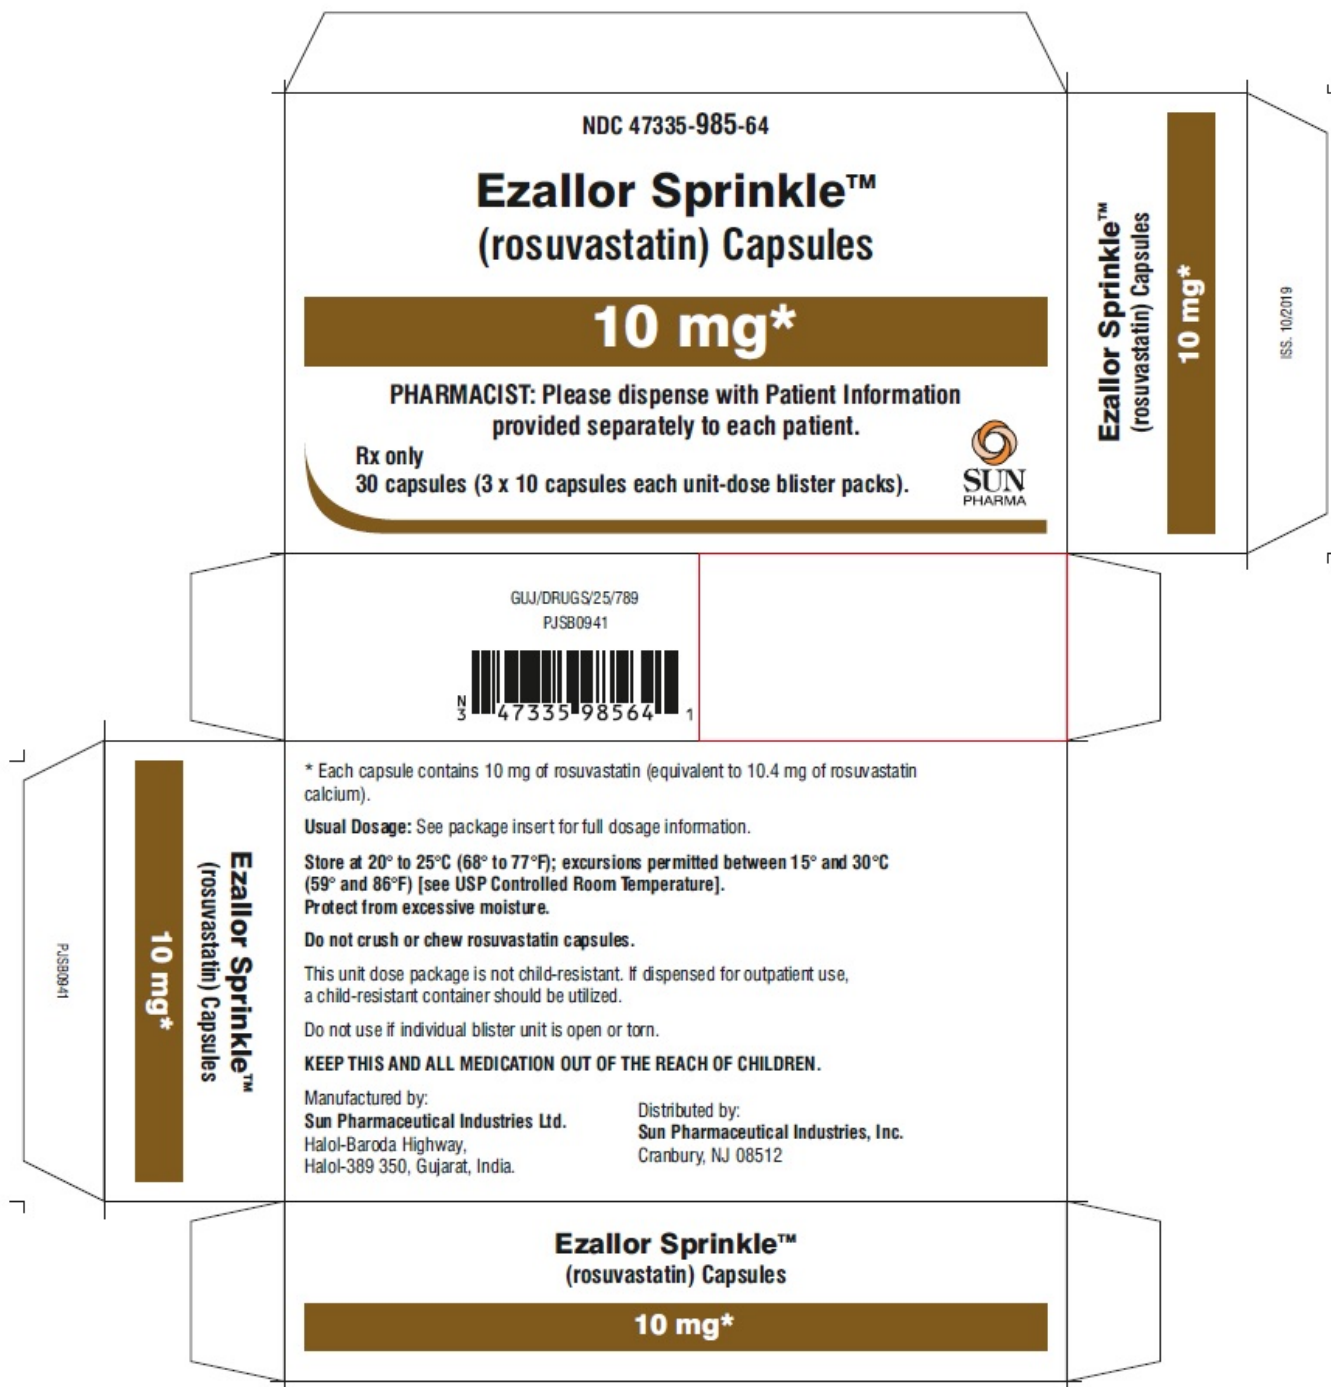 NDC 47335-985-64
Ezallor Sprinkle™
(rosuvastatin) Capsules
10 mg*
PHARMACIST: Please dispense with Patient Information
provided separately to each patient.
Rx only
30 capsules (3 x 10 capsules each unit-dose blister packs).
SUN
PHARMA
Ezallor Sprinkle™
(rosuvastatin) Capsules
10 mg*
ISS. 10/2019
GUJ/DRUGS/25/789
PJSB0941
N
3 47335 98564 1
* Each capsule contains 10 mg of rosuvastatin (equivalent to 10.4 mg of rosuvastatin
calcium).
Usual Dosage: See package insert for full dosage information.
Store at 20° to 25°C (68° to 77°F); excursions permitted between 15° and 30°C
(59° and 86°F) [see USP Controlled Room Temperature].
Protect from excessive moisture.
Do not crush or chew rosuvastatin capsules.
This unit dose package is not child-resistant. If dispensed for outpatient use,
a child-resistant container should be utilized.
Do not use if individual blister unit is open or torn.
KEEP THIS AND ALL MEDICATION OUT OF THE REACH OF CHILDREN.
Manufactured by:
Sun Pharmaceutical Industries Ltd.
Halol-Baroda Highway,
Halol-389 350, Gujarat, India.
Distributed by:
Sun Pharmaceutical Industries, Inc.
Cranbury, NJ 08512
Ezallor Sprinkle™
(rosuvastatin) Capsules
10 mg*
PJSB0941
Ezallor Sprinkle™
(rosuvastatin) Capsules
10 mg*